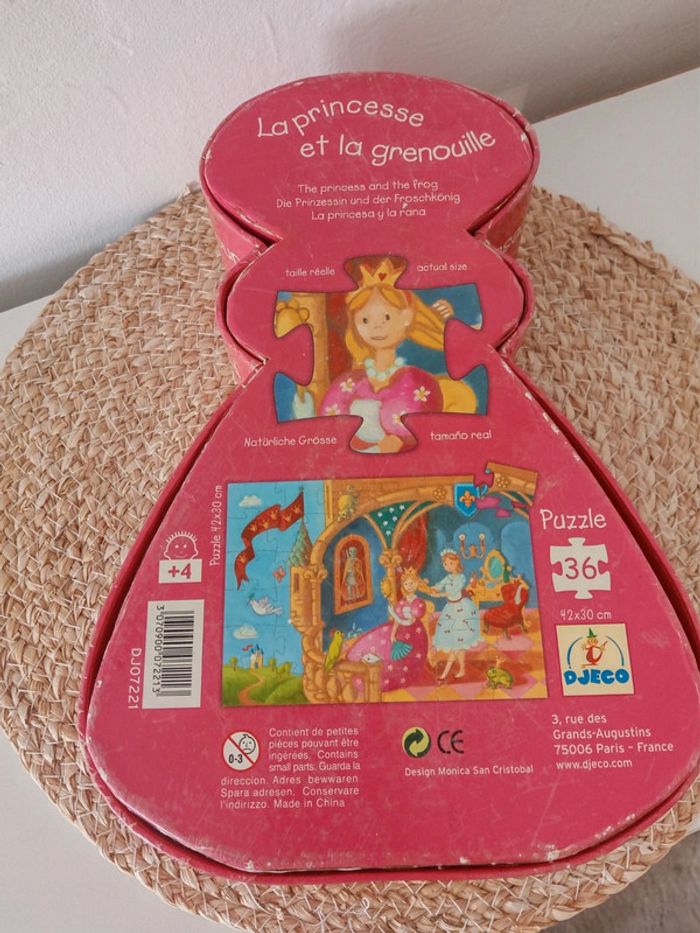 La princesse
et la grenouille
The princess and the frog
Die Prinzessin und der Froschkönig
La princesa y la rana
taille réelle
actual size
Natürliche Grösse
tamaño real
Puzzle 42x30 cm
+4
3070900072213
DJ07221
Puzzle
36
42x30 cm
DJECO
0-3
Contient de petites
pièces pouvant être
ingérées. Contains
small parts. Guarda la
direccion. Adres bewwaren
Spara adresen. Conservare
l'indirizzo. Made in China
CE
Design Monica San Cristobal
3, rue des
Grands-Augustins
75006 Paris - France
www.djeco.com